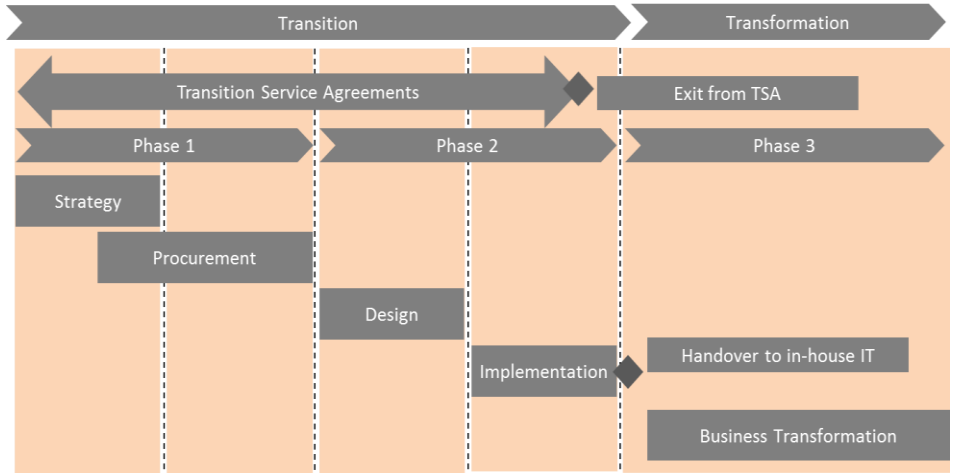 Transition
Transformation
Transition Service Agreements
Exit from TSA
Phase 1
Phase 2
Phase 3
Strategy
Procurement
Design
Implementation
Handover to in-house IT
Business Transformation